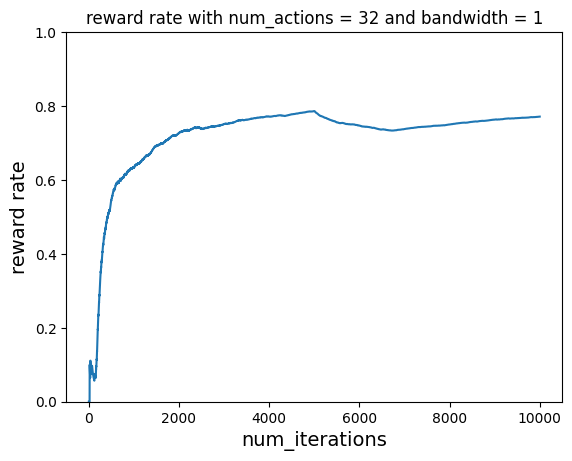 reward rate with num_actions = 32 and bandwidth = 1
1.0
0.8
0.6
0.4
0.2
0.0
reward rate
0 2000 4000 6000 8000 10000
num_iterations